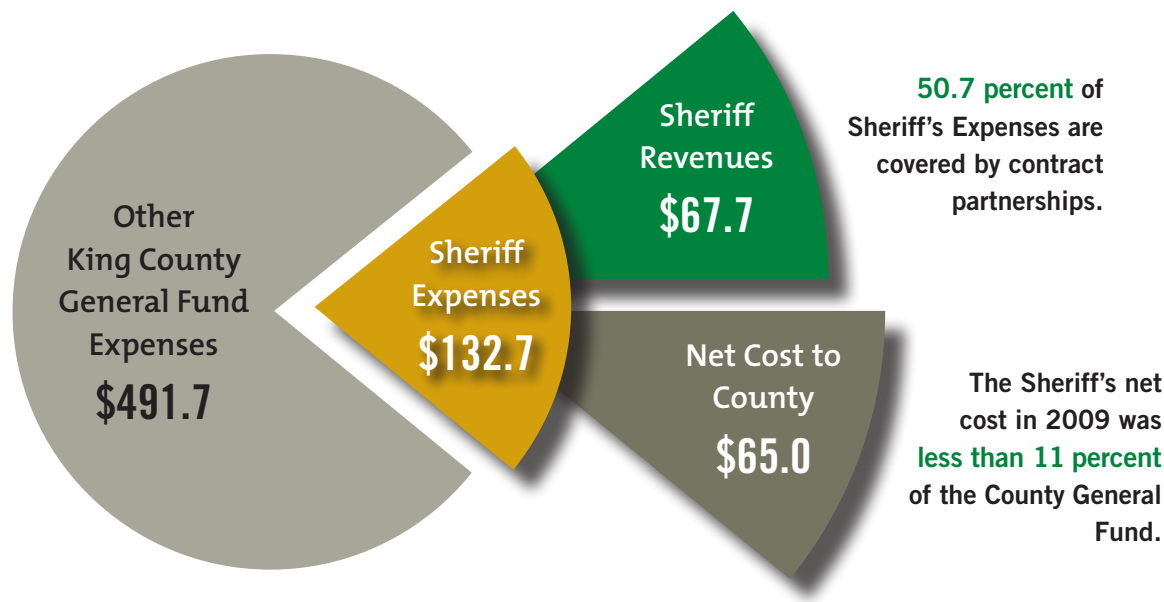 Other
King County
General Fund
Expenses
$491.7
Sheriff
Expenses
$132.7
Sheriff
Revenues
$67.7
50.7 percent of
Sheriff's Expenses are
covered by contract
partnerships.
Net Cost to
County
$65.0
The Sheriff's net
cost in 2009 was
less than 11 percent
of the County General
Fund.